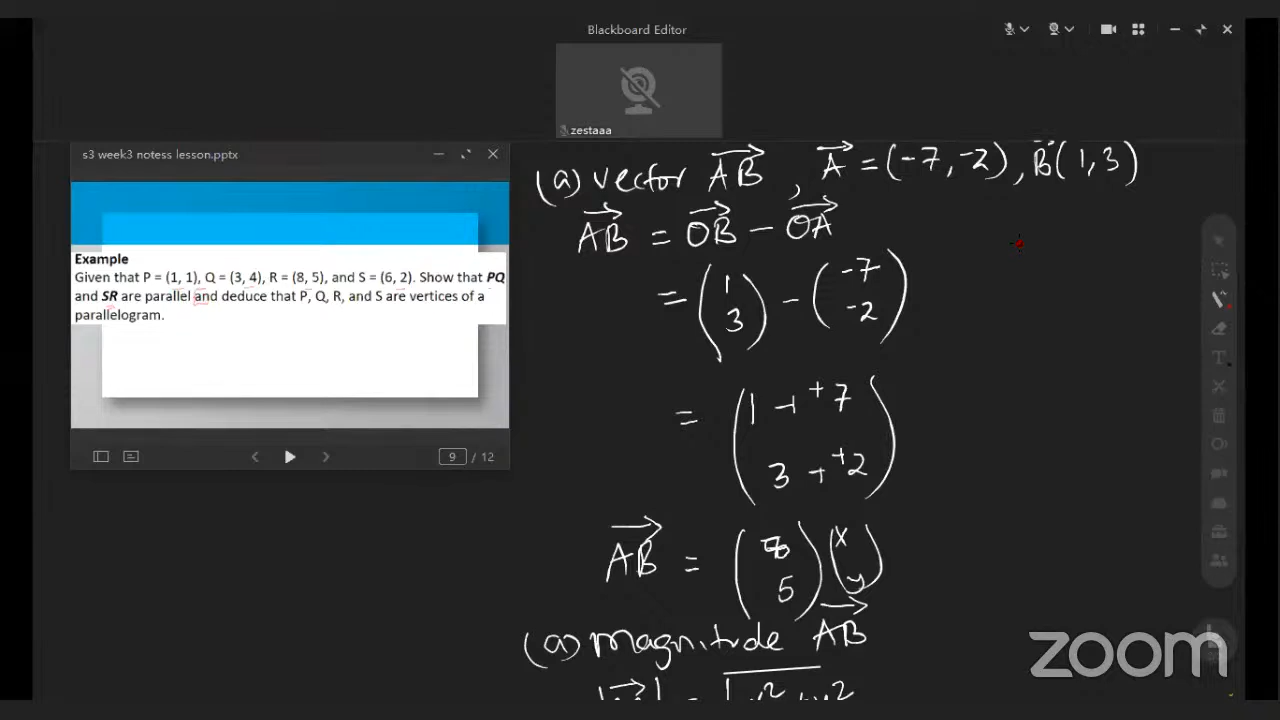 Blackboard Editor
zestaaa
s3 week3 notess lesson.pptx
Example
Given that P = (1, 1), Q = (3, 4), R = (8, 5), and S = (6, 2). Show that PQ
and SR are parallel and deduce that P, Q, R, and S are vertices of a
parallelogram.
9 / 12
(a) vector AB, A = (-7, -2), B(1, 3)
AB = OB - OA
= (1 3) - (-7 -2)
= (1 + +7
3 + +2)
AB = (8 5) (x y)
(a) magnitude AB
zoom